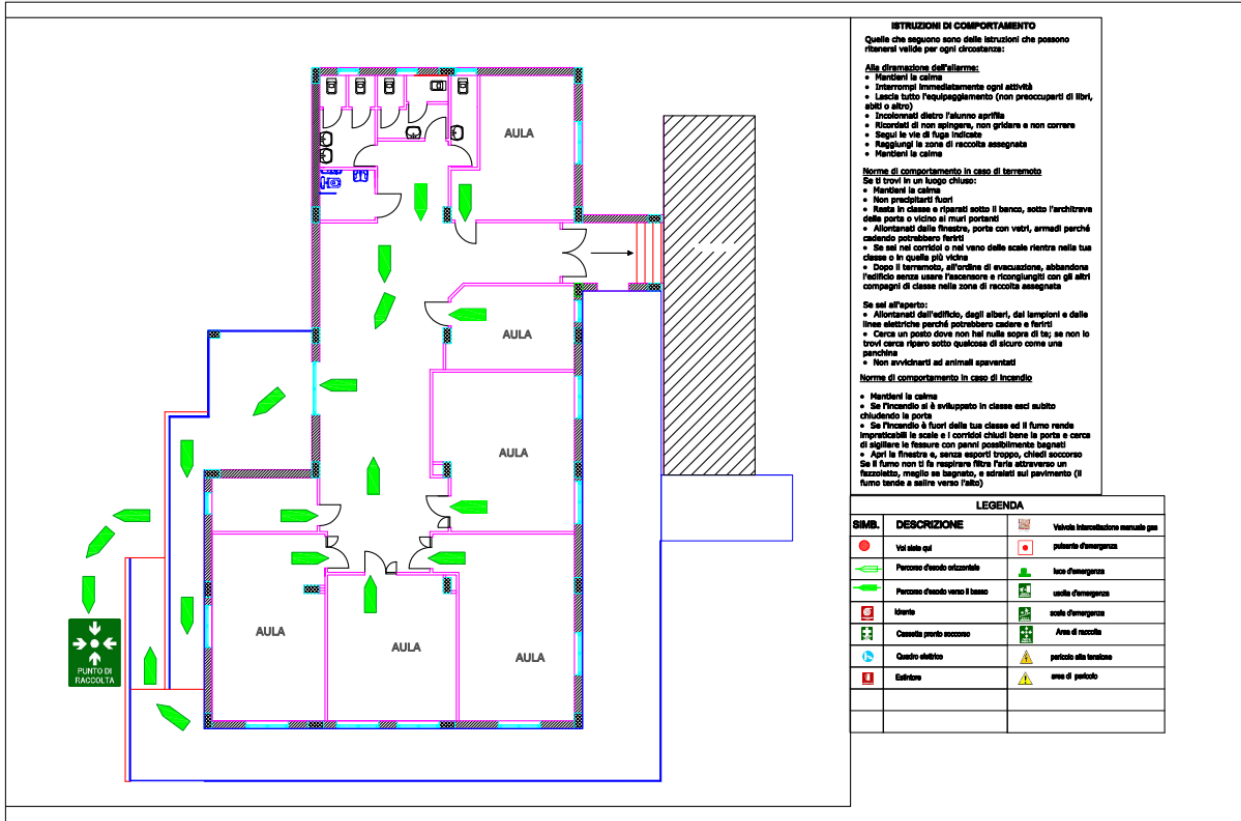 AULA
AULA
AULA
AULA
AULA
PUNTO DI
RACCOLTA
ISTRUZIONI DI COMPORTAMENTO
Quelle che seguono sono delle istruzioni che possono
ritenersi valide per ogni circostanza:
Alla diramazione dell'allarme:
• Mantieni la calma
• Interrompi immediatamente ogni attività
• Lascia tutto l'equipaggiamento (non preoccuparti di libri,
abiti o altro)
• Incolonnati dietro l'alunno aprifila
• Ricordati di non spingere, non gridare e non correre
• Segui le vie di fuga indicate
• Raggiungi la zona di raccolta assegnata
• Mantieni la calma
Norme di comportamento in caso di terremoto
Se ti trovi in un luogo chiuso:
• Mantieni la calma
• Non precipitarti fuori
• Resta in classe e riparati sotto il banco, sotto l'architrave
della porta o vicino ai muri portanti
• Allontanati dalle finestre, porte con vetri, armadi perché
cadendo potrebbero ferirti
• Se sei nei corridoi o nel vano delle scale rientra nella tua
classe o in quella più vicina
• Dopo il terremoto, all'ordine di evacuazione, abbandona
l'edificio senza usare l'ascensore e ricongiungiti con gli altri
compagni di classe nella zona di raccolta assegnata
Se sei all'aperto:
• Allontanati dall'edificio, dagli alberi, dai lampioni e dalle
linee elettriche perché potrebbero cadere e ferirti
• Cerca un posto dove non hai nulla sopra di te; se non lo
trovi cerca riparo sotto qualcosa di sicuro come una
panchina
• Non avvicinarti ad animali spaventati
Norme di comportamento in caso di incendio
• Mantieni la calma
• Se l'incendio si è sviluppato in classe esci subito
chiudendo la porta
• Se l'incendio è fuori della tua classe ed il fumo rende
impraticabili le scale e i corridoi chiudi bene la porta e cerca
di sigillare le fessure con panni possibilmente bagnati
• Apri la finestra e, senza esporti troppo, chiedi soccorso
Se il fumo non ti fa respirare filtra l'aria attraverso un
fazzoletto, meglio se bagnato, e sdraiati sul pavimento (il
fumo tende a salire verso l'alto)
LEGENDA
SIMB. DESCRIZIONE Valvola intercettazione manuale gas
Voi siete qui pulsante d'emergenza
Percorso d'esodo orizzontale luce d'emergenza
Percorso d'esodo verso il basso uscita d'emergenza
Idrante scala d'emergenza
Cassetta pronto soccorso Area di raccolta
Quadro elettrico pericolo alta tensione
Estintore area di pericolo